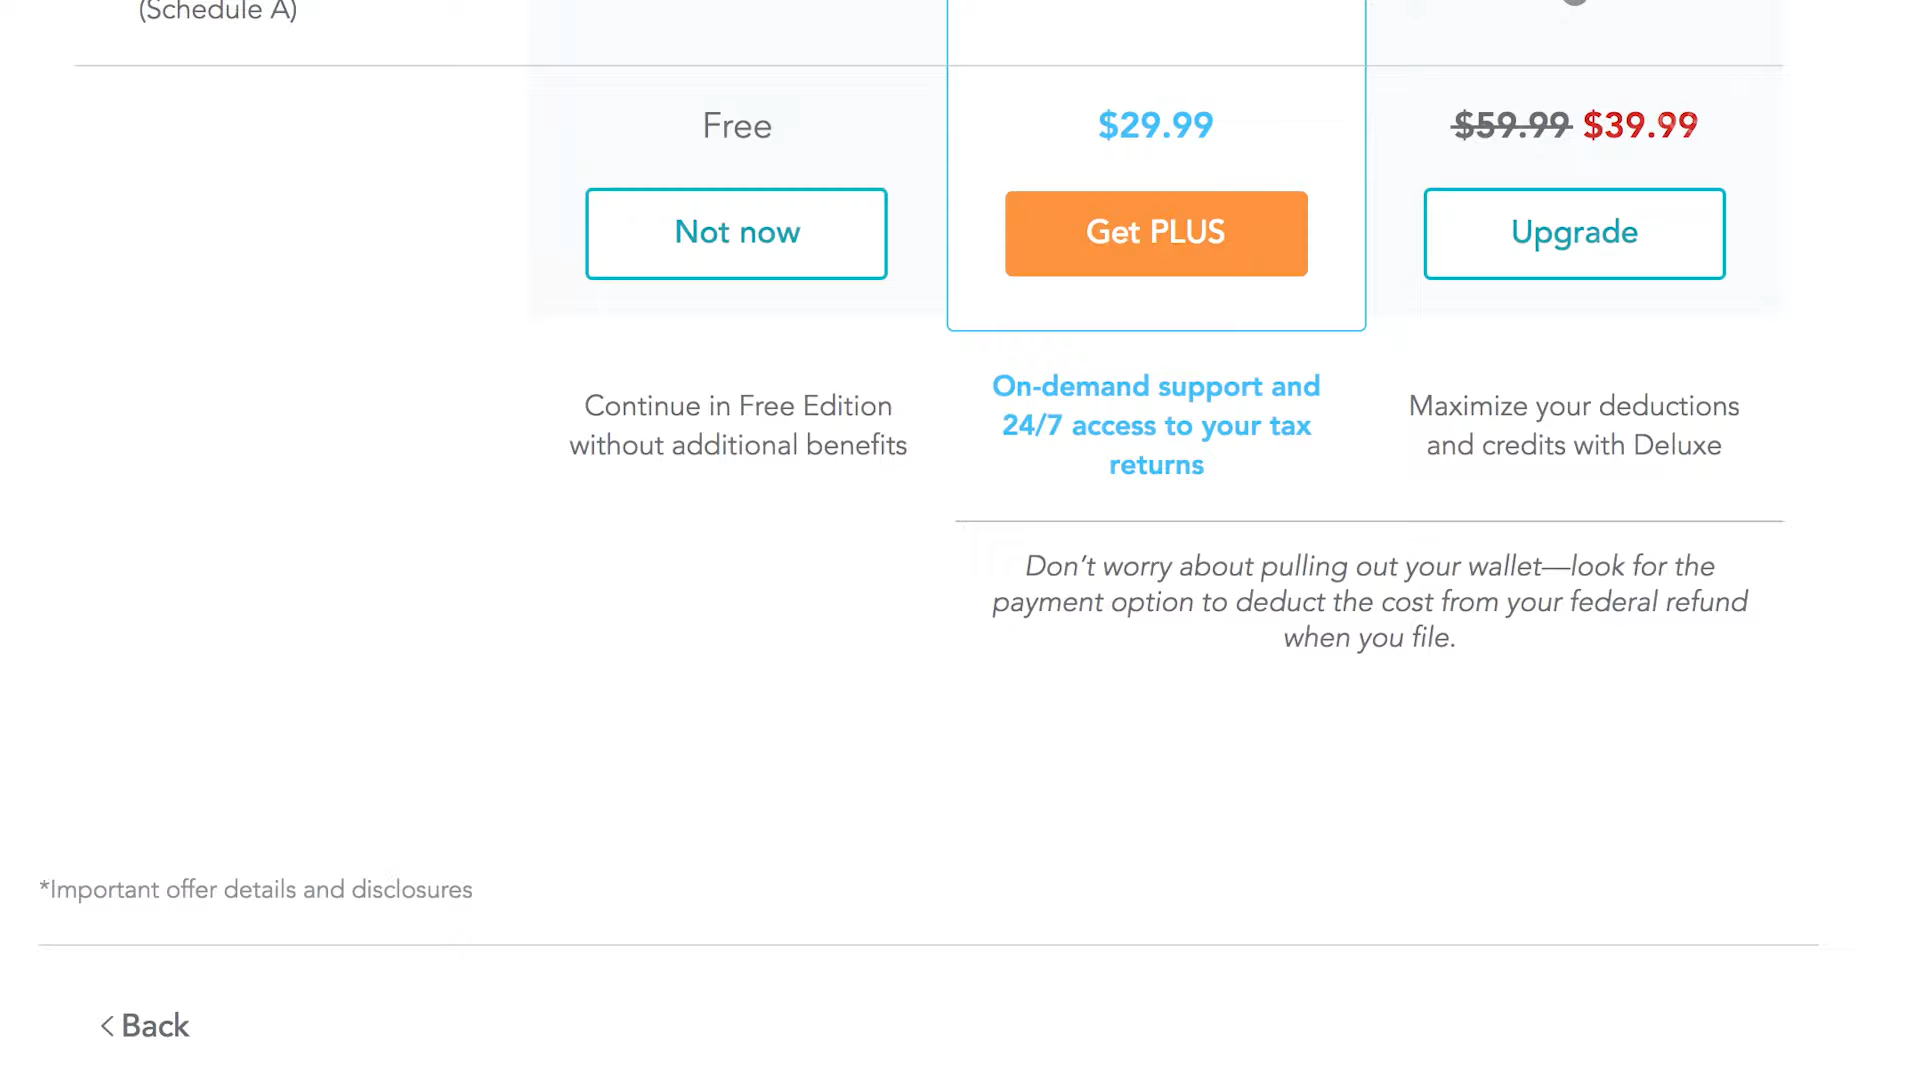 (Schedule A)
Free
$29.99
$59.99 $39.99
Not now
Get PLUS
Upgrade
Continue in Free Edition
without additional benefits
On-demand support and
24/7 access to your tax
returns
Maximize your deductions
and credits with Deluxe
Don't worry about pulling out your wallet—look for the
payment option to deduct the cost from your federal refund
when you file.
*Important offer details and disclosures
< Back